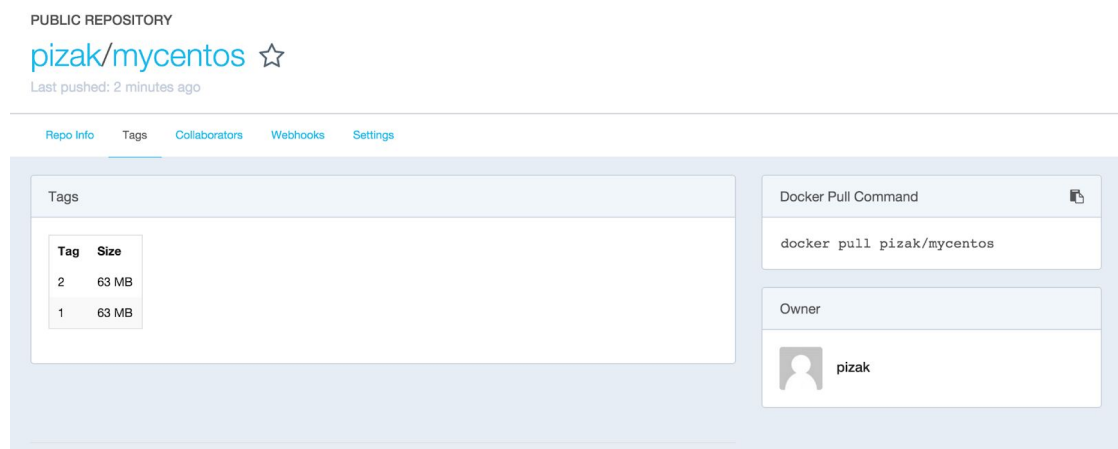 PUBLIC REPOSITORY
pizak/mycentos
Last pushed: 2 minutes ago
Repo Info Tags Collaborators Webhooks Settings
Tags
Tag Size
2 63 MB
1 63 MB
Docker Pull Command
docker pull pizak/mycentos
Owner
pizak